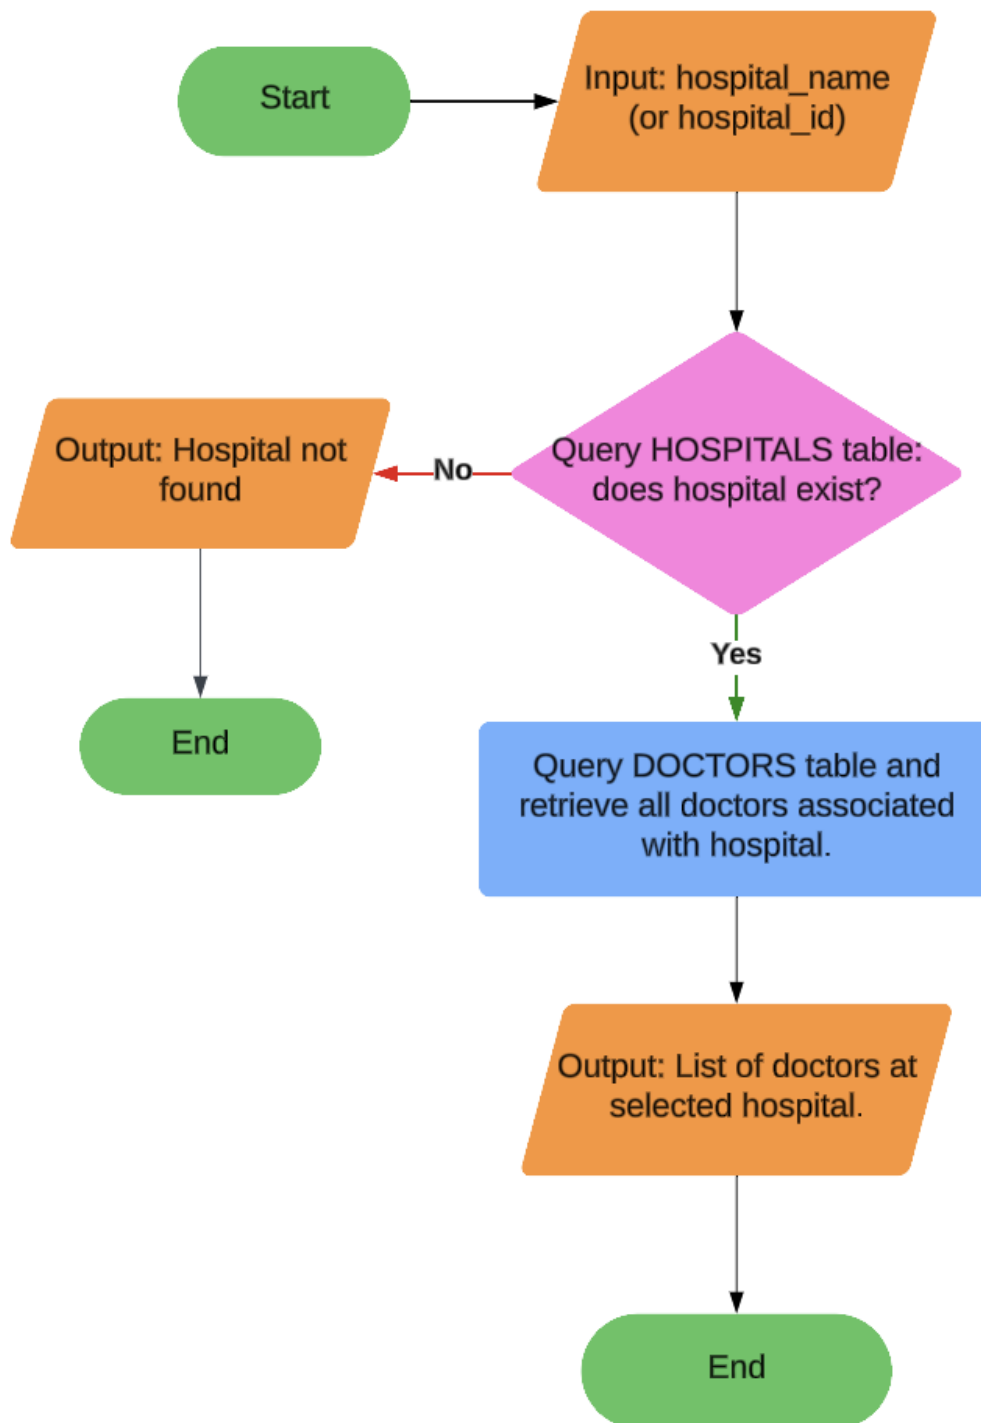 Start
Input: hospital_name
(or hospital_id)
Query HOSPITALS table:
does hospital exist?
No
Output: Hospital not
found
End
Yes
Query DOCTORS table and
retrieve all doctors associated
with hospital.
Output: List of doctors at
selected hospital.
End